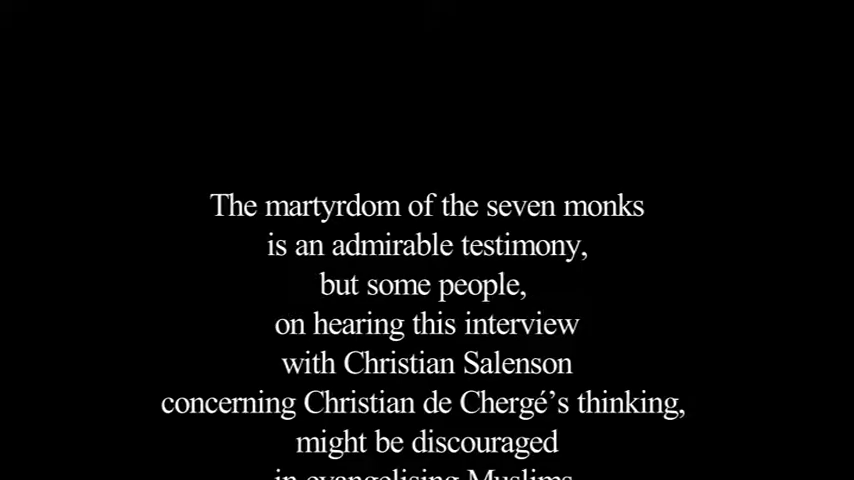 The martyrdom of the seven monks
is an admirable testimony,
but some people,
on hearing this interview
with Christian Salenson
concerning Christian de Chergé’s thinking,
might be discouraged
in evangelising Muslims